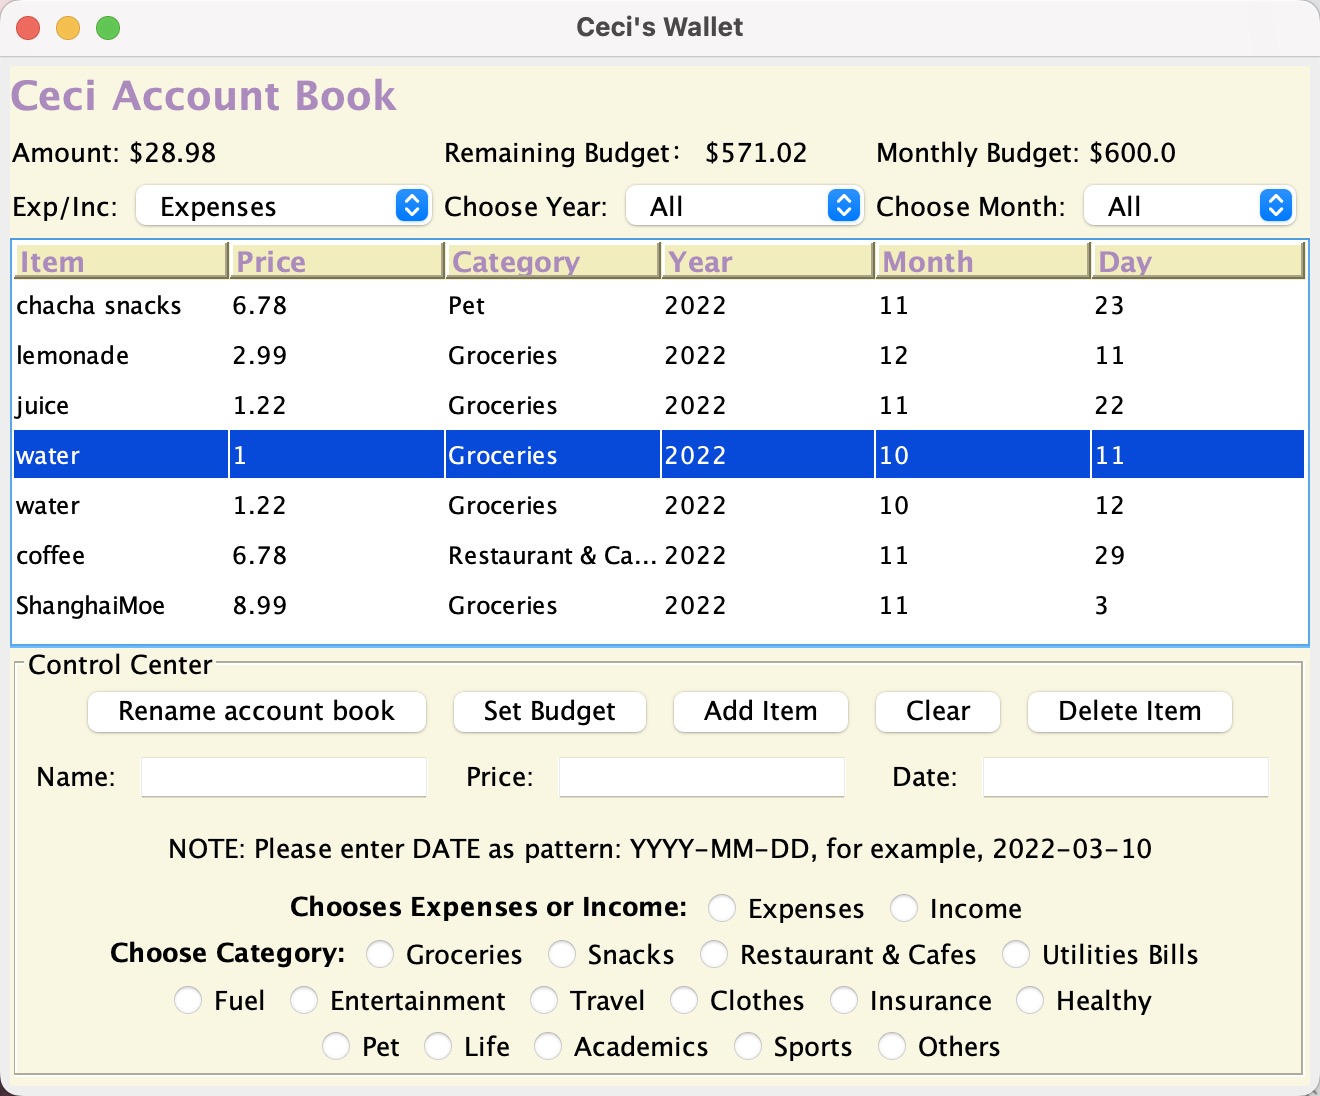 Ceci's Wallet
Ceci Account Book
Amount: $28.98 Remaining Budget: $571.02 Monthly Budget: $600.0
Exp/Inc: Expenses Choose Year: All Choose Month: All
Item Price Category Year Month Day
chacha snacks 6.78 Pet 2022 11 23
lemonade 2.99 Groceries 2022 12 11
juice 1.22 Groceries 2022 11 22
water 1 Groceries 2022 10 11
water 1.22 Groceries 2022 10 12
coffee 6.78 Restaurant & Ca... 2022 11 29
ShanghaiMoe 8.99 Groceries 2022 11 3
Control Center
Rename account book Set Budget Add Item Clear Delete Item
Name: Price: Date:
NOTE: Please enter DATE as pattern: YYYY-MM-DD, for example, 2022-03-10
Chooses Expenses or Income: Expenses Income
Choose Category: Groceries Snacks Restaurant & Cafes Utilities Bills
Fuel Entertainment Travel Clothes Insurance Healthy
Pet Life Academics Sports Others